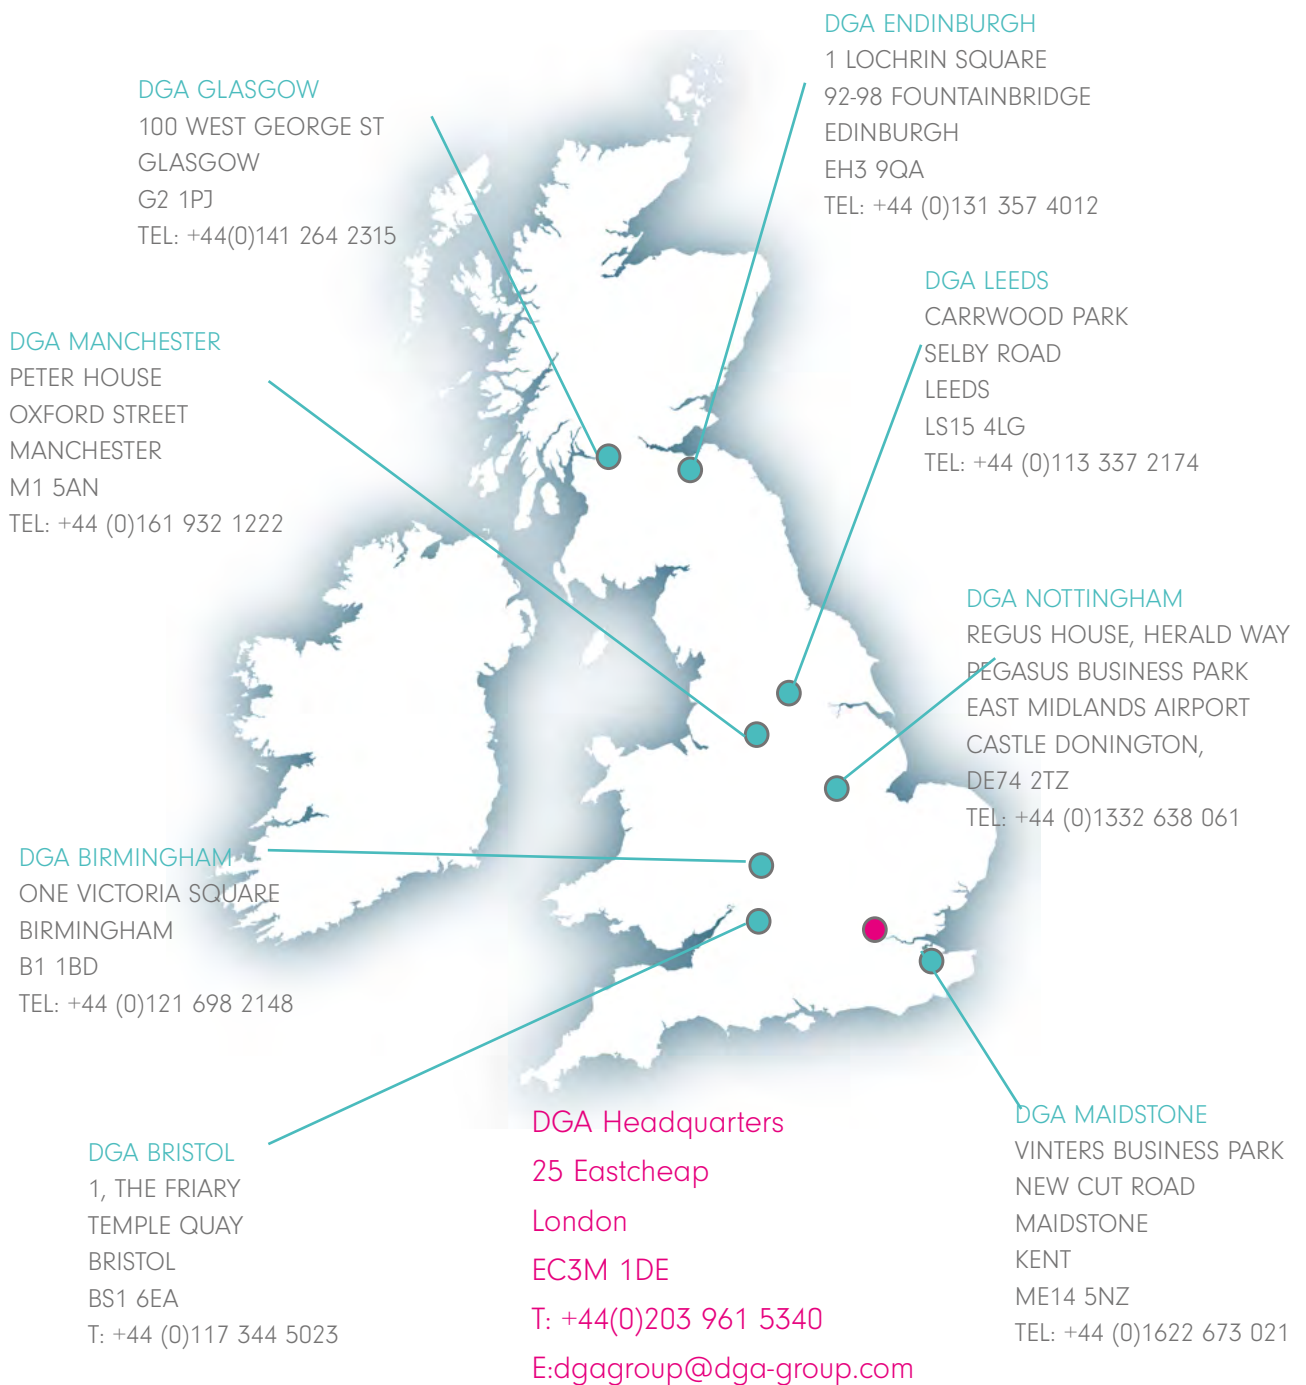 DGA ENDINBURGH
1 LOCHRIN SQUARE
92-98 FOUNTAINBRIDGE
EDINBURGH
EH3 9QA
TEL: +44 (0)131 357 4012
DGA GLASGOW
100 WEST GEORGE ST
GLASGOW
G2 1PJ
TEL: +44(0)141 264 2315
DGA LEEDS
CARRWOOD PARK
SELBY ROAD
LEEDS
LS15 4LG
TEL: +44 (0)113 337 2174
DGA MANCHESTER
PETER HOUSE
OXFORD STREET
MANCHESTER
M1 5AN
TEL: +44 (0)161 932 1222
DGA NOTTINGHAM
REGUS HOUSE, HERALD WAY
PEGASUS BUSINESS PARK
EAST MIDLANDS AIRPORT
CASTLE DONINGTON,
DE74 2TZ
TEL: +44 (0)1332 638 061
DGA BIRMINGHAM
ONE VICTORIA SQUARE
BIRMINGHAM
B1 1BD
TEL: +44 (0)121 698 2148
DGA BRISTOL
1, THE FRIARY
TEMPLE QUAY
BRISTOL
BS1 6EA
T: +44 (0)117 344 5023
DGA Headquarters
25 Eastcheap
London
EC3M 1DE
T: +44(0)203 961 5340
E:dgagroup@dga-group.com
DGA MAIDSTONE
VINTERS BUSINESS PARK
NEW CUT ROAD
MAIDSTONE
KENT
ME14 5NZ
TEL: +44 (0)1622 673 021